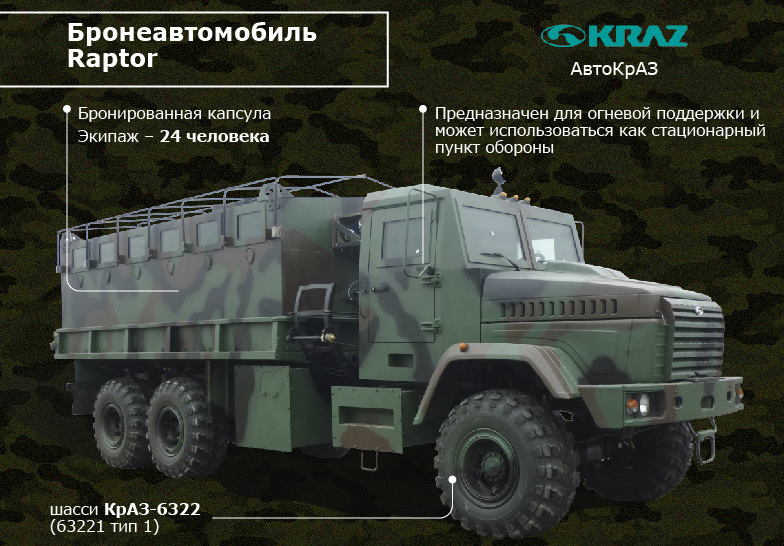 Бронеавтомобиль
Raptor
KRAZ
АвтоКрАЗ
Бронированная капсула
Экипаж – 24 человека
Предназначен для огневой поддержки и
может использоваться как стационарный
пункт обороны
шасси КрАЗ-6322
(63221 тип 1)